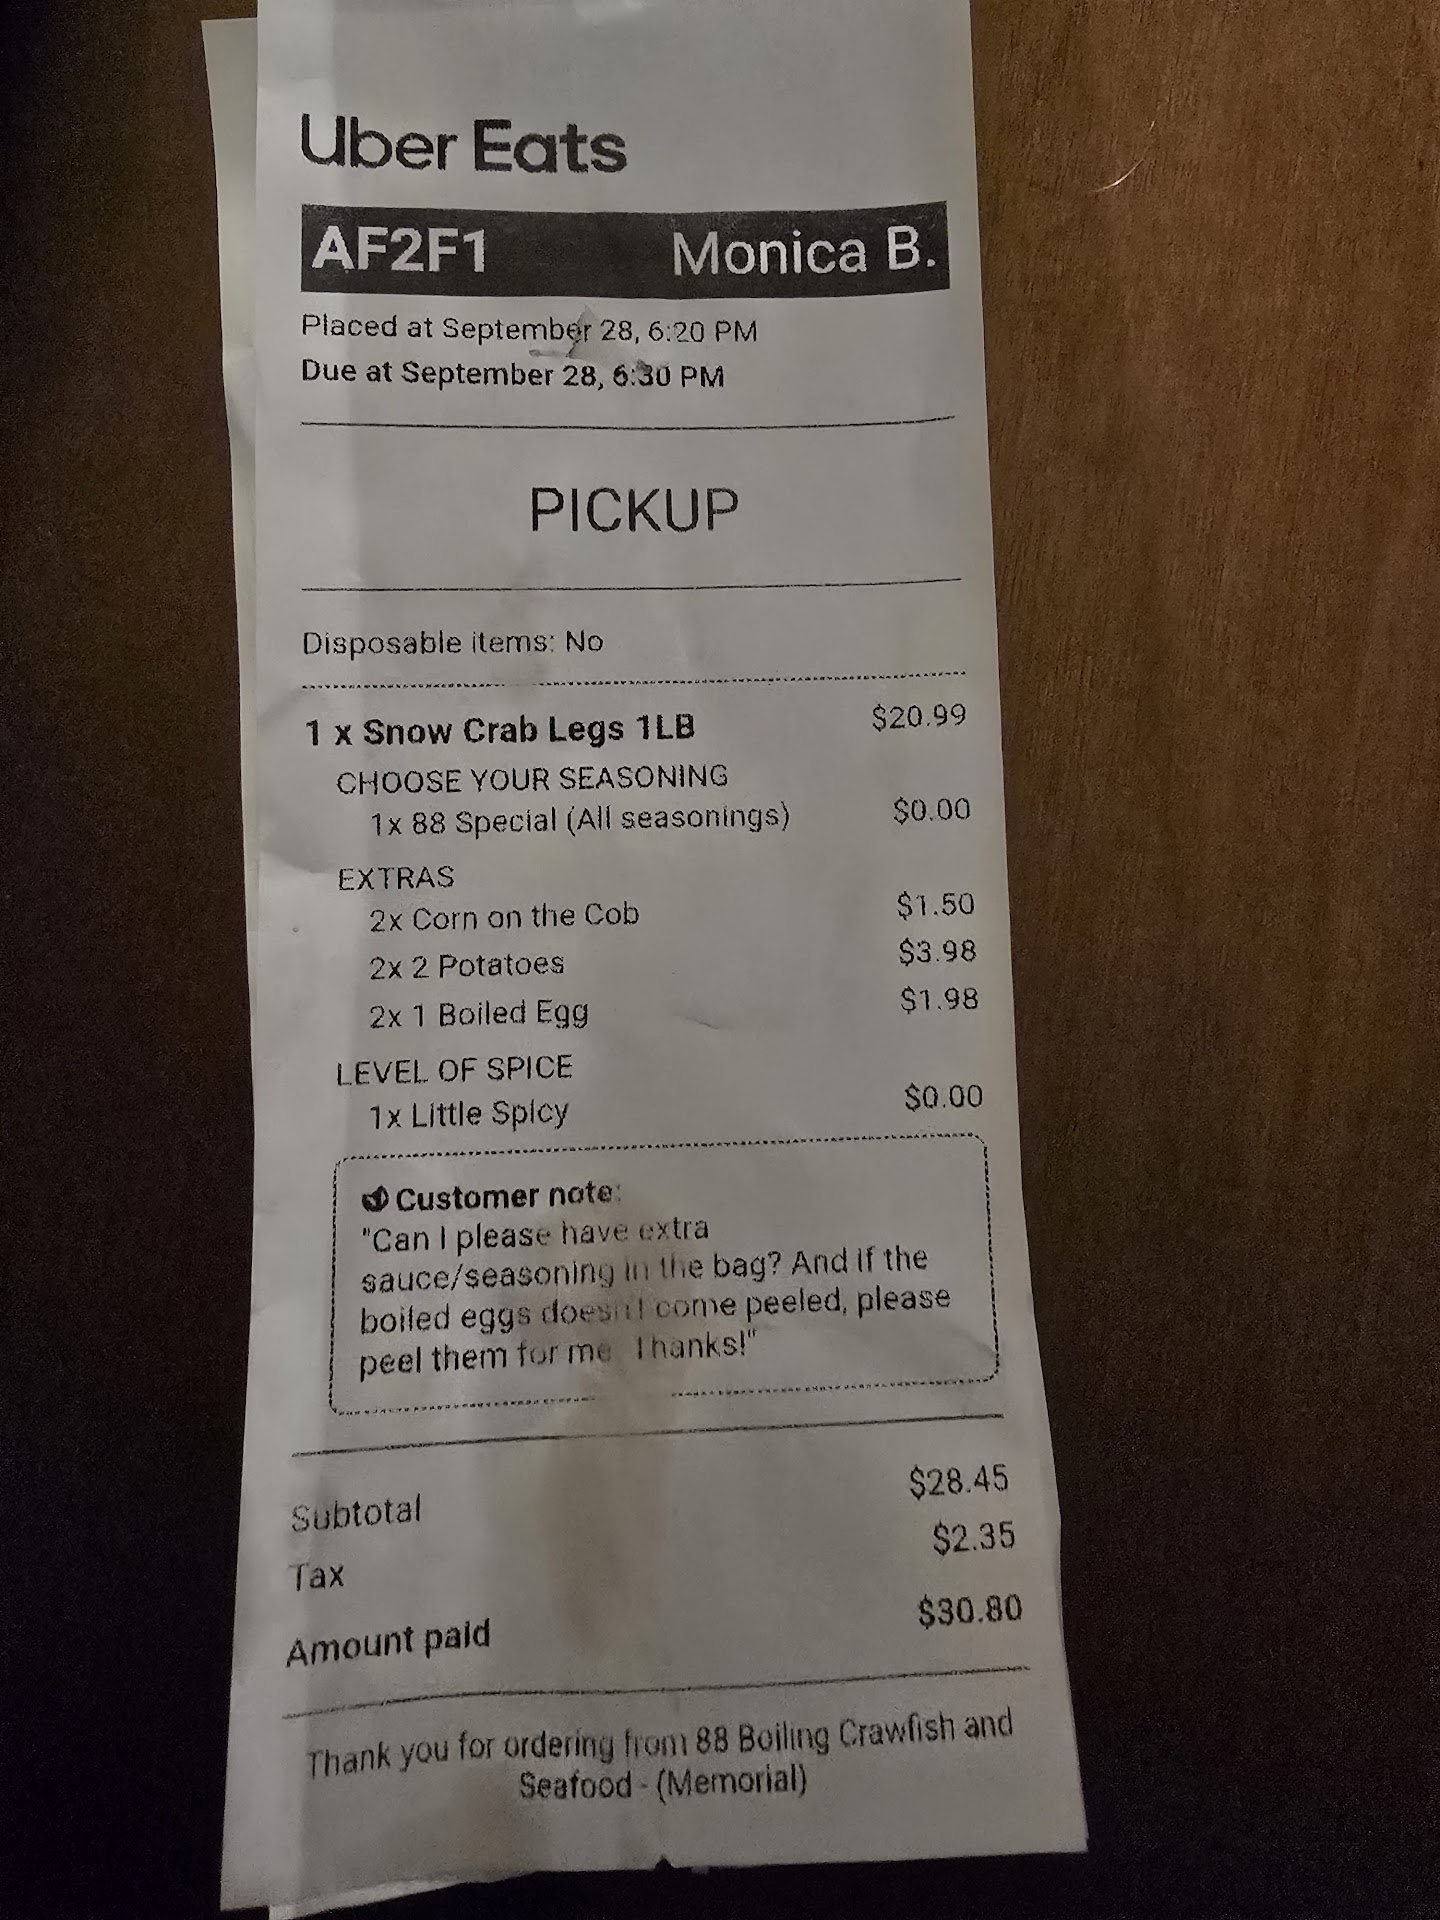 Uber Eats
AF2F1 Monica B.
Placed at September 28, 6:20 PM
Due at September 28, 6:30 PM
PICKUP
Disposable items: No
1 x Snow Crab Legs 1LB $20.99
CHOOSE YOUR SEASONING
1x 88 Special (All seasonings) $0.00
EXTRAS
2x Corn on the Cob $1.50
2x 2 Potatoes $3.98
2x 1 Boiled Egg $1.98
LEVEL OF SPICE
1x Little Spicy $0.00
Customer note:
"Can I please have extra
sauce/seasoning in the bag? And if the
boiled eggs doesn't come peeled, please
peel them for me. Thanks!"
Subtotal $28.45
Tax $2.35
Amount paid $30.80
Thank you for ordering from 88 Boiling Crawfish and
Seafood - (Memorial)